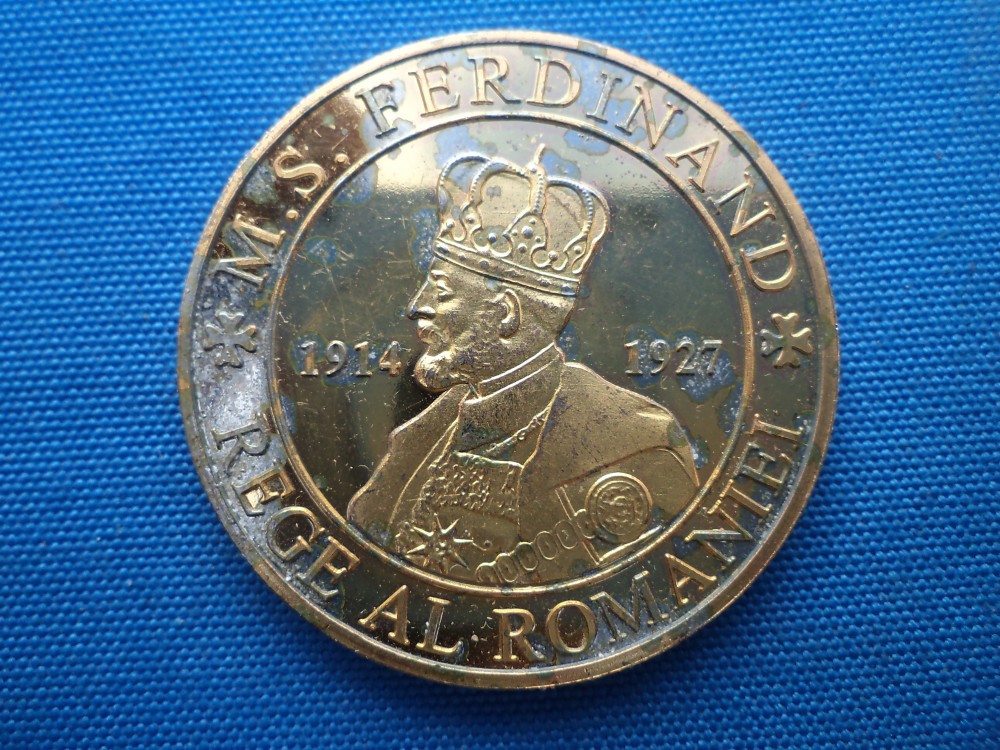 M.S. FERDINAND
1914 1927
REGE AL ROMANIEI